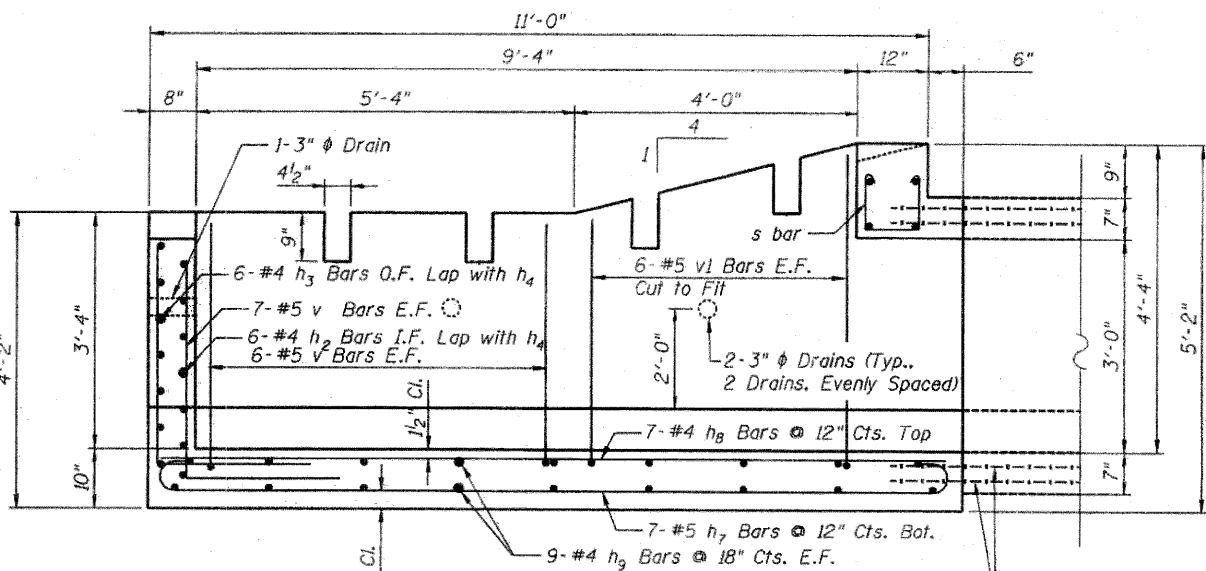 11'-0"
9'-4"
12"
6"
8"
5'-4"
4'-0"
4
1
1-3" ϕ Drain
4½"
9"
9"
7"
s bar
6-#4 h₃ Bars O.F. Lap with h₄
7-#5 v Bars E.F.
6-#4 h₂ Bars I.F. Lap with h₄
6-#5 v Bars E.F.
6-#5 v1 Bars E.F.
Cut to Fit
2-3" ϕ Drains (Typ..
2 Drains, Evenly Spaced)
2'-0"
4'-2"
3'-4"
10"
1½" Cl.
3'-0"
4'-4"
5'-2"
7"
7-#4 h₈ Bars @ 12" Cts. Top
7-#5 h₇ Bars @ 12" Cts. Bot.
9-#4 h₉ Bars @ 18" Cts. E.F.
Cl.